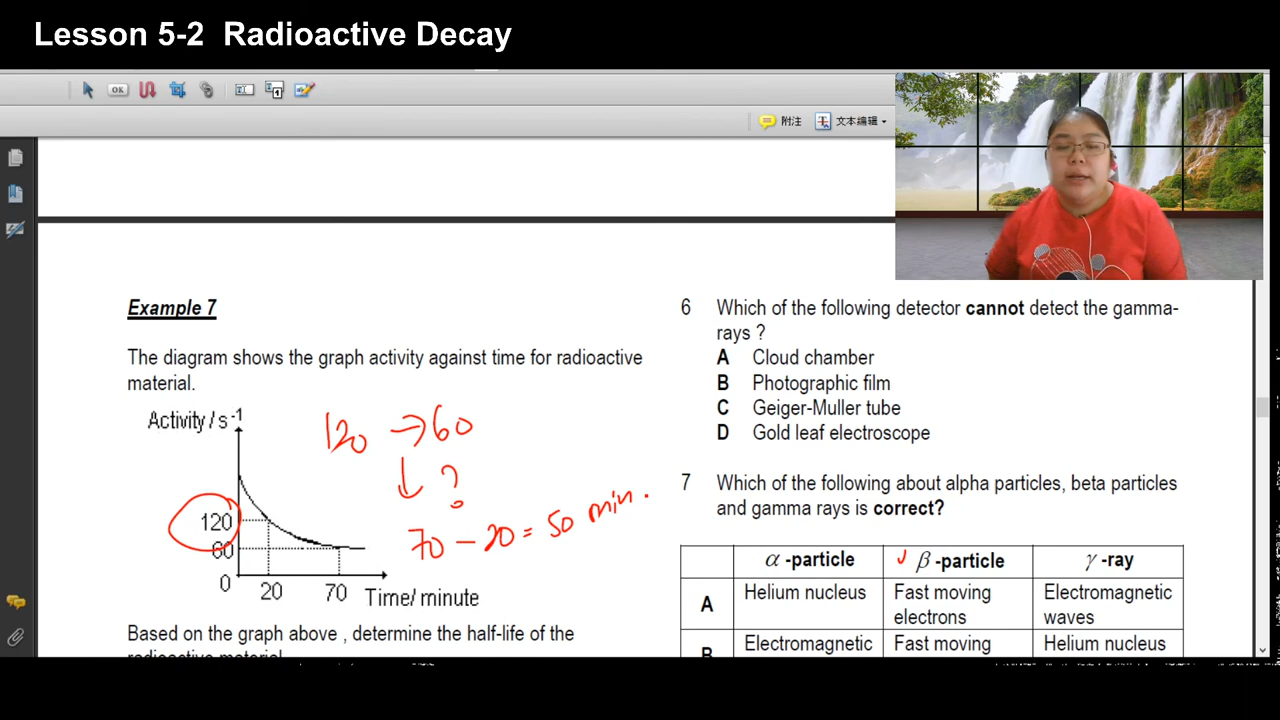 Lesson 5-2 Radioactive Decay
OK
1
附注
文本编辑
Example 7
The diagram shows the graph activity against time for radioactive
material.
Activity / s-1
120
60
0
20
70
Time/ minute
120 → 60
↓ ?
70 - 20 = 50 min.
Based on the graph above , determine the half-life of the
radioactive material.
6 Which of the following detector cannot detect the gamma-
rays ?
A Cloud chamber
B Photographic film
C Geiger-Muller tube
D Gold leaf electroscope
7 Which of the following about alpha particles, beta particles
and gamma rays is correct?
α -particle β -particle γ -ray
A Helium nucleus Fast moving Electromagnetic
electrons waves
B Electromagnetic Fast moving Helium nucleus